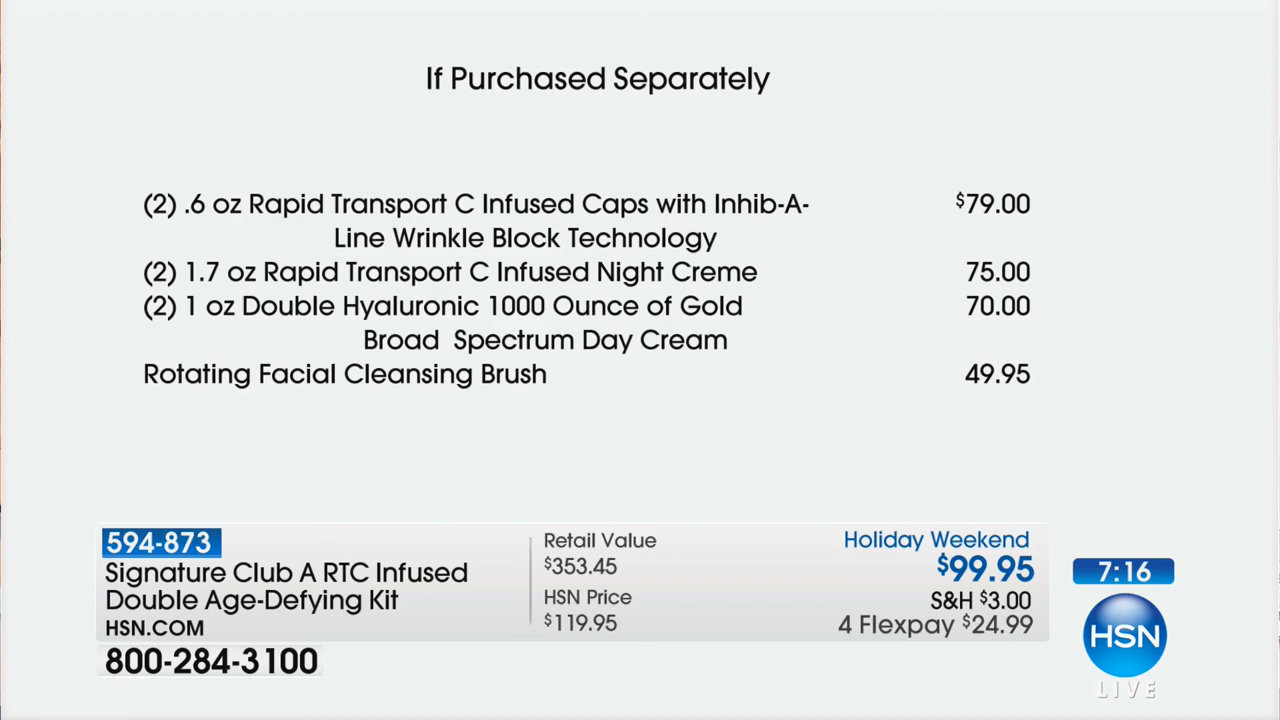 If Purchased Separately
(2) .6 oz Rapid Transport C Infused Caps with Inhib-A- $79.00
Line Wrinkle Block Technology
(2) 1.7 oz Rapid Transport C Infused Night Creme 75.00
(2) 1 oz Double Hyaluronic 1000 Ounce of Gold 70.00
Broad Spectrum Day Cream
Rotating Facial Cleansing Brush 49.95
594-873
Signature Club A RTC Infused
Double Age-Defying Kit
HSN.COM
800-284-3100
Retail Value
$353.45
HSN Price
$119.95
Holiday Weekend
$99.95
S&H $3.00
4 Flexpay $24.99
7:16
HSN
LIVE